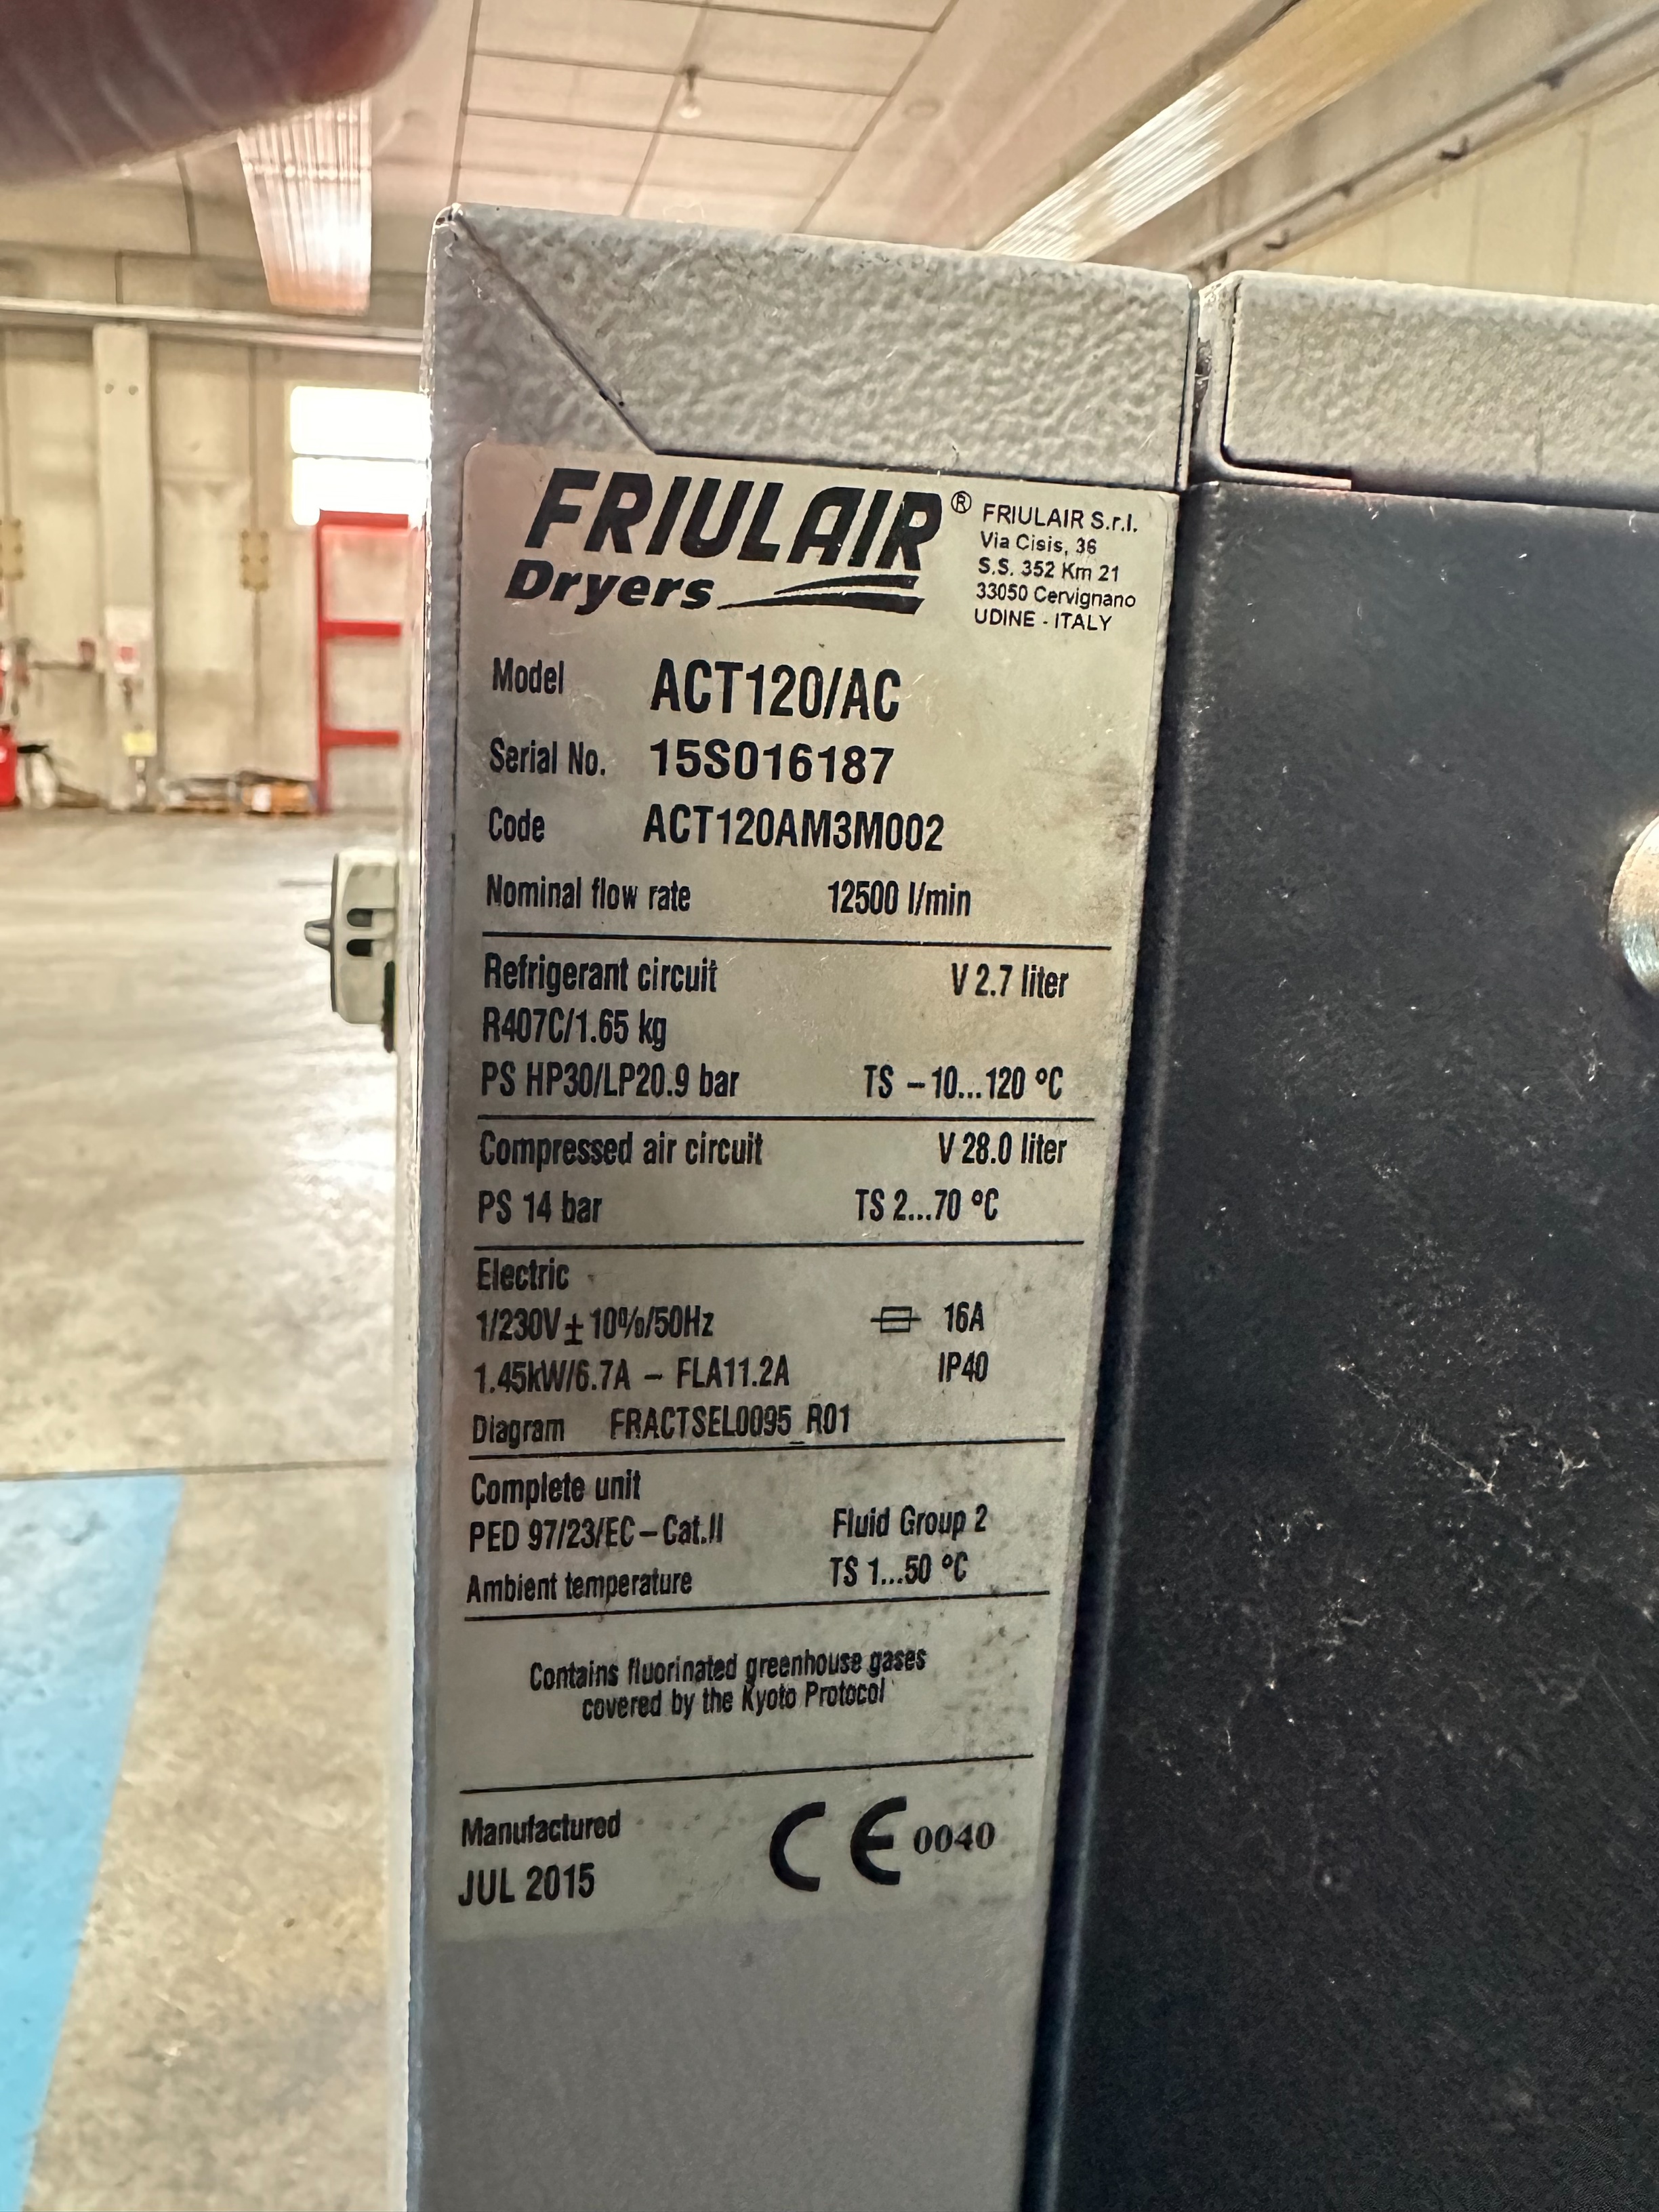 FRIULAIR®
Dryers
FRIULAIR S.r.l.
Via Cisis, 36
S.S. 352 Km 21
33050 Cervignano
UDINE - ITALY
Model ACT120/AC
Serial No. 15S016187
Code ACT120AM3M002
Nominal flow rate 12500 l/min
Refrigerant circuit V 2.7 liter
R407C/1.65 kg
PS HP30/LP20.9 bar TS -10...120 ºC
Compressed air circuit V 28.0 liter
PS 14 bar TS 2...70 ºC
Electric
1/230V±10%/50Hz 16A
1.45kW/6.7A - FLA11.2A IP40
Diagram FRACTSEL0095_R01
Complete unit
PED 97/23/EC-Cat.II Fluid Group 2
Ambient temperature TS 1...50 ºC
Contains fluorinated greenhouse gases
covered by the Kyoto Protocol
Manufactured
JUL 2015
CE 0040